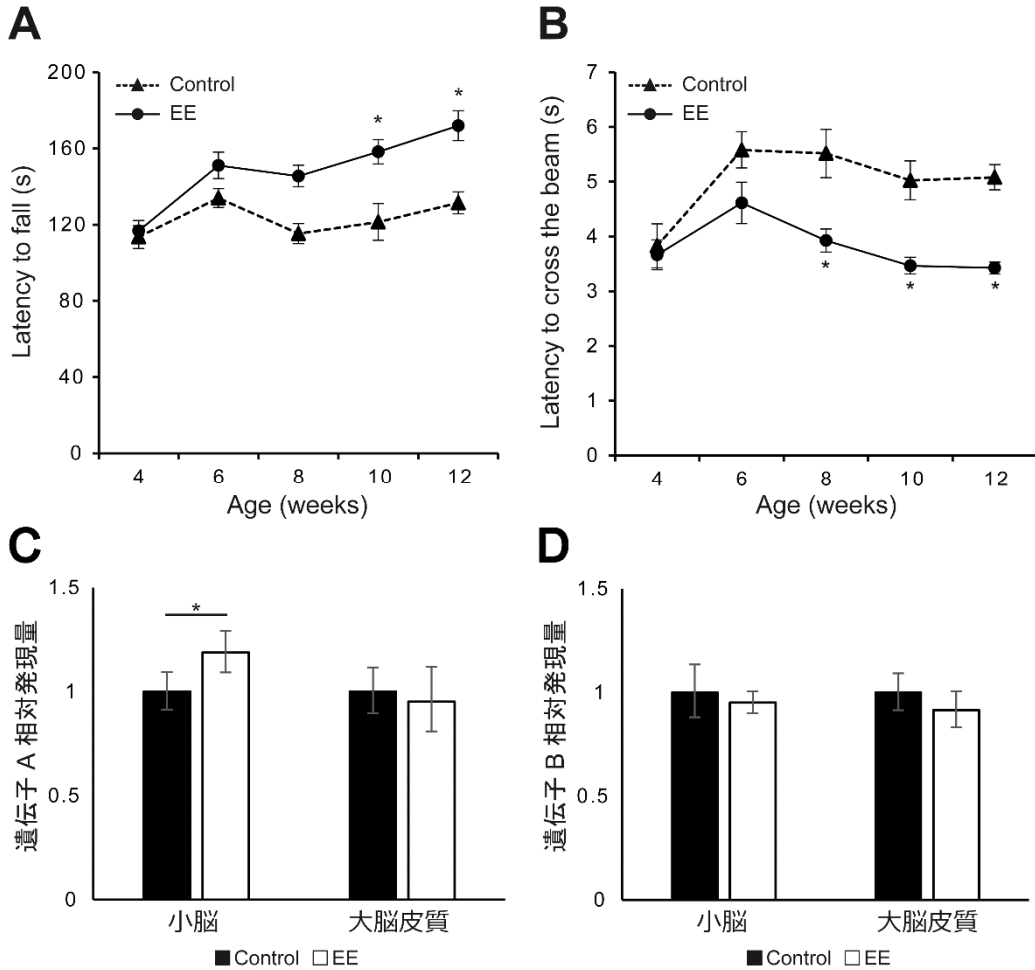 A
Latency to fall (s)
200
160
120
80
40
0
Control
EE
*
*
4 6 8 10 12
Age (weeks)
B
Latency to cross the beam (s)
7
6
5
4
3
2
1
0
Control
EE
*
*
*
4 6 8 10 12
Age (weeks)
C
遺伝子 A 相対発現量
1.5
1
0.5
0
*
小脳 大脳皮質
Control EE
D
遺伝子 B 相対発現量
1.5
1
0.5
0
小脳 大脳皮質
Control EE